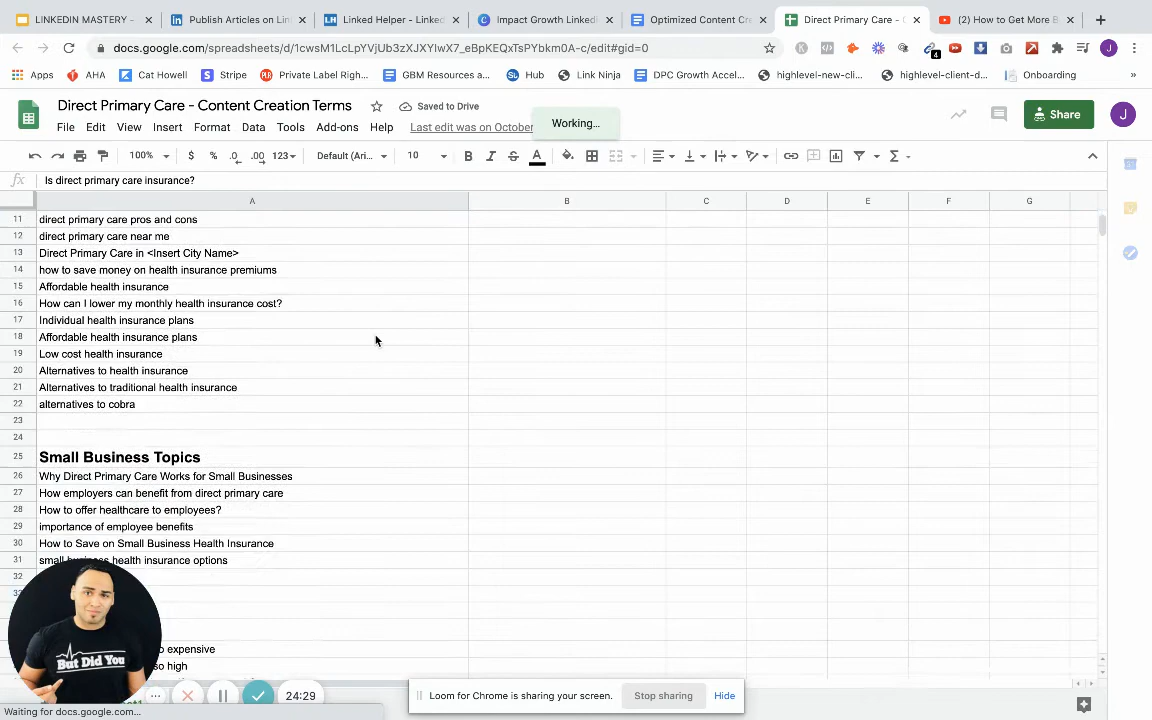 LINKEDIN MASTERY -
Publish Articles on Lin
Linked Helper - Linked
Impact Growth LinkedI
Optimized Content Cre
Direct Primary Care - C
(2) How to Get More B
docs.google.com/spreadsheets/d/1cwsM1LcLpYVjUb3zXJXYlwX7_eBpKEQxTsPYbkm0A-c/edit#gid=0
Apps
AHA
Cat Howell
Stripe
Private Label Righ...
GBM Resources a...
Hub
Link Ninja
DPC Growth Accel...
highlevel-new-cli...
highlevel-client-d...
Onboarding
»
Direct Primary Care - Content Creation Terms
Saved to Drive
Working...
File Edit View Insert Format Data Tools Add-ons Help Last edit was on October
Share
J
100% $ % .0 .00 123 Default (Ari... 10 B I S A
fx Is direct primary care insurance?
A B C D E F G
11 direct primary care pros and cons
12 direct primary care near me
13 Direct Primary Care in <Insert City Name>
14 how to save money on health insurance premiums
15 Affordable health insurance
16 How can I lower my monthly health insurance cost?
17 Individual health insurance plans
18 Affordable health insurance plans
19 Low cost health insurance
20 Alternatives to health insurance
21 Alternatives to traditional health insurance
22 alternatives to cobra
23
24
25 Small Business Topics
26 Why Direct Primary Care Works for Small Businesses
27 How employers can benefit from direct primary care
28 How to offer healthcare to employees?
29 importance of employee benefits
30 How to Save on Small Business Health Insurance
31 small business health insurance options
32
expensive
so high
But Did You
24:29
Loom for Chrome is sharing your screen.
Stop sharing
Hide
Waiting for docs.google.com...